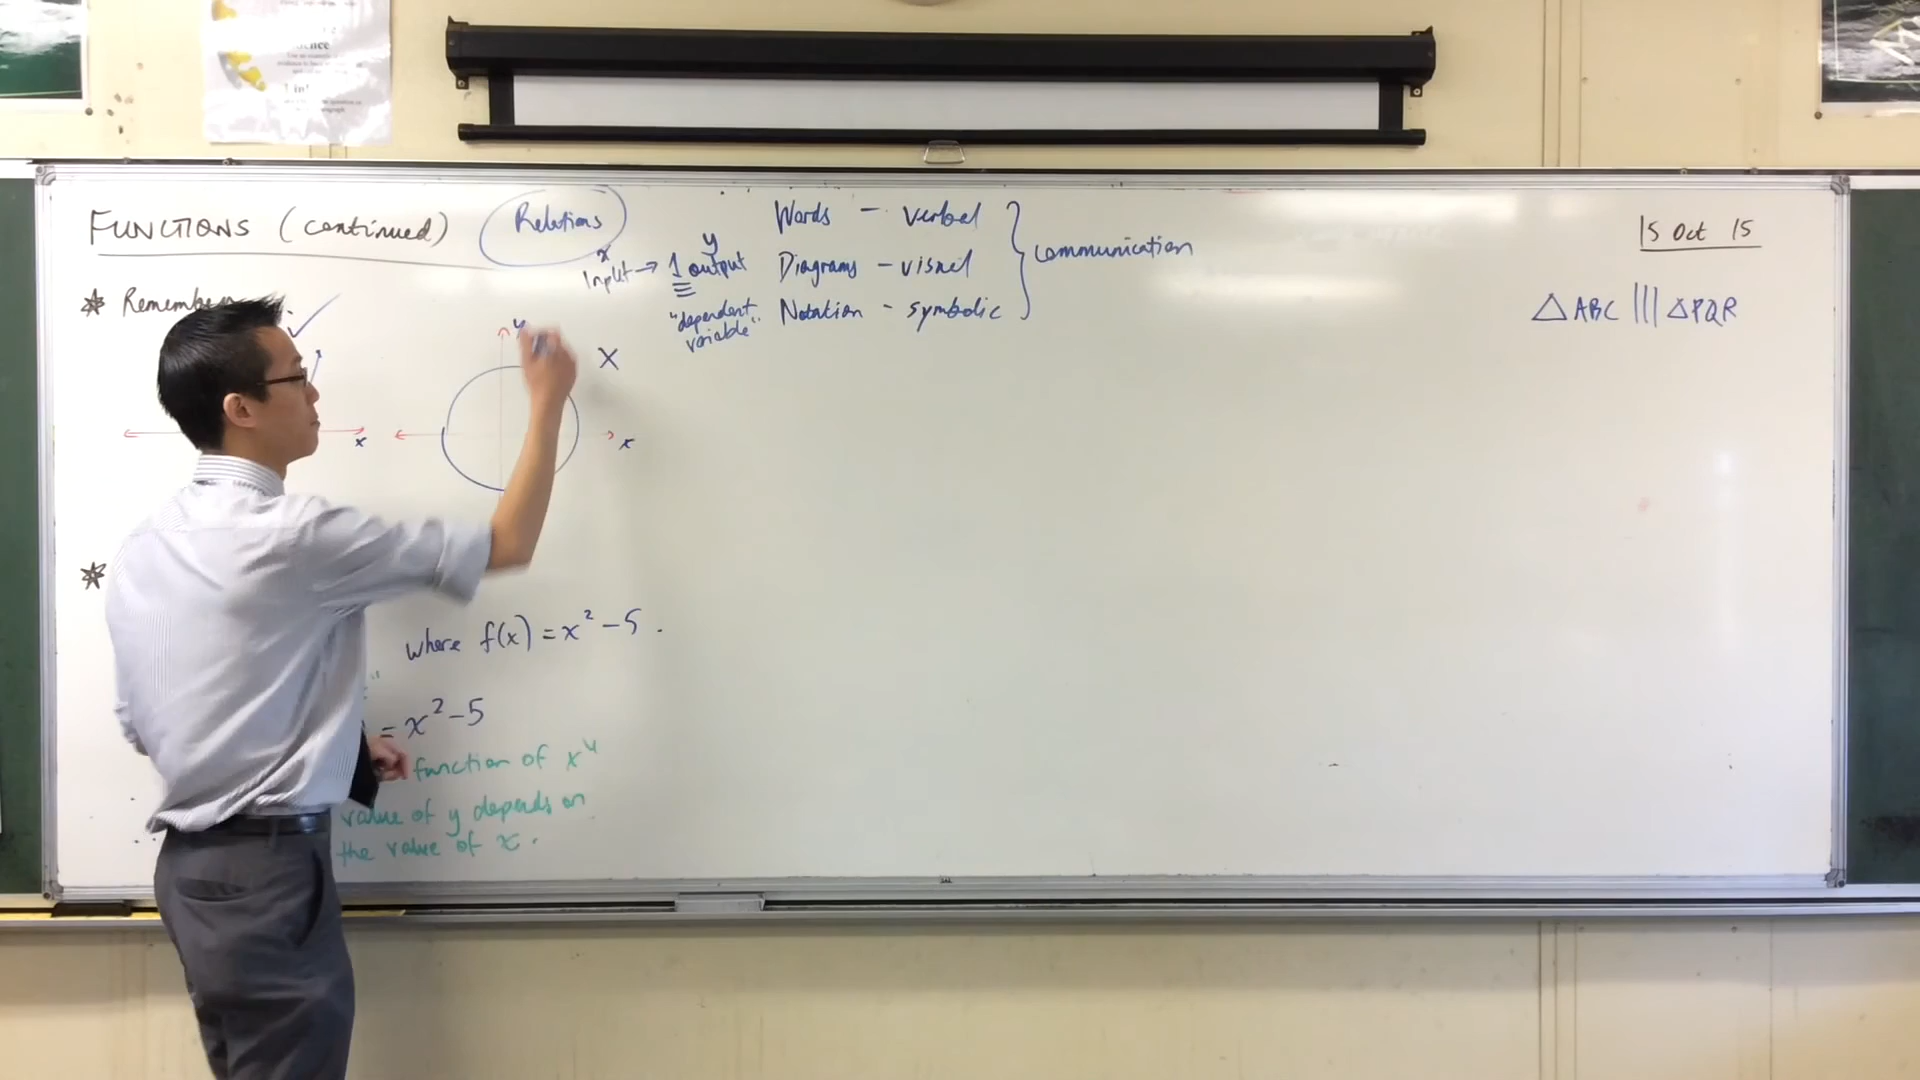 FUNCTIONS (continued)
Relations
Words - verbal
15 Oct 15
x
y
Input → 1 output
Diagrams - visual
communication
"dependent variable"
Notation - symbolic
△ABC ||| △PQR
Remember
y
X
x
x
where f(x) = x² - 5 .
= x² - 5
function of x"
value of y depends on
the value of x .